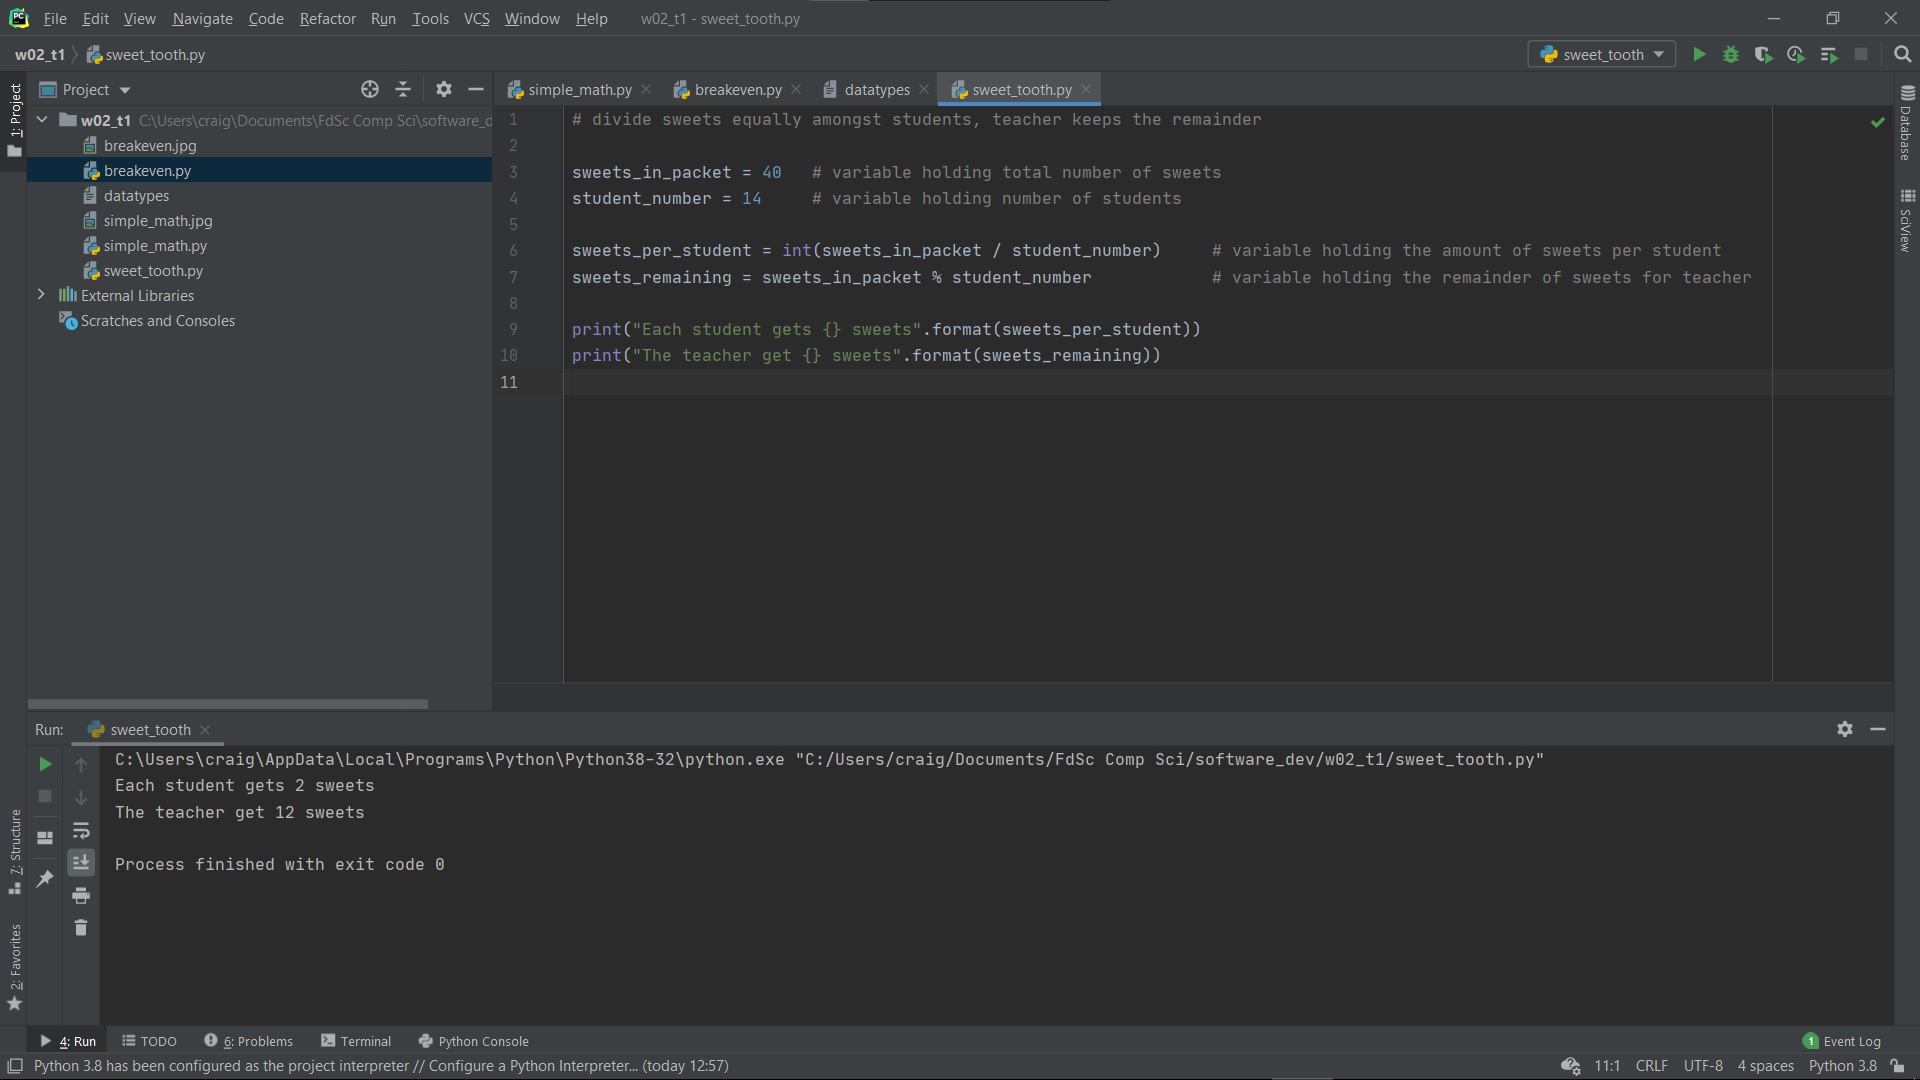 File Edit View Navigate Code Refactor Run Tools VCS Window Help w02_t1 - sweet_tooth.py
w02_t1 sweet_tooth.py
sweet_tooth
1: Project
Project
simple_math.py breakeven.py datatypes sweet_tooth.py
w02_t1 C:\Users\craig\Documents\FdSc Comp Sci\software_d
breakeven.jpg
breakeven.py
datatypes
simple_math.jpg
simple_math.py
sweet_tooth.py
External Libraries
Scratches and Consoles
1 # divide sweets equally amongst students, teacher keeps the remainder
2
3 sweets_in_packet = 40 # variable holding total number of sweets
4 student_number = 14 # variable holding number of students
5
6 sweets_per_student = int(sweets_in_packet / student_number) # variable holding the amount of sweets per student
7 sweets_remaining = sweets_in_packet % student_number # variable holding the remainder of sweets for teacher
8
9 print("Each student gets {} sweets".format(sweets_per_student))
10 print("The teacher get {} sweets".format(sweets_remaining))
11
Database
SciView
Run: sweet_tooth
C:\Users\craig\AppData\Local\Programs\Python\Python38-32\python.exe "C:/Users/craig/Documents/FdSc Comp Sci/software_dev/w02_t1/sweet_tooth.py"
Each student gets 2 sweets
The teacher get 12 sweets
Process finished with exit code 0
7: Structure
2: Favorites
4: Run TODO 6: Problems Terminal Python Console 1 Event Log
Python 3.8 has been configured as the project interpreter // Configure a Python Interpreter... (today 12:57) 11:1 CRLF UTF-8 4 spaces Python 3.8